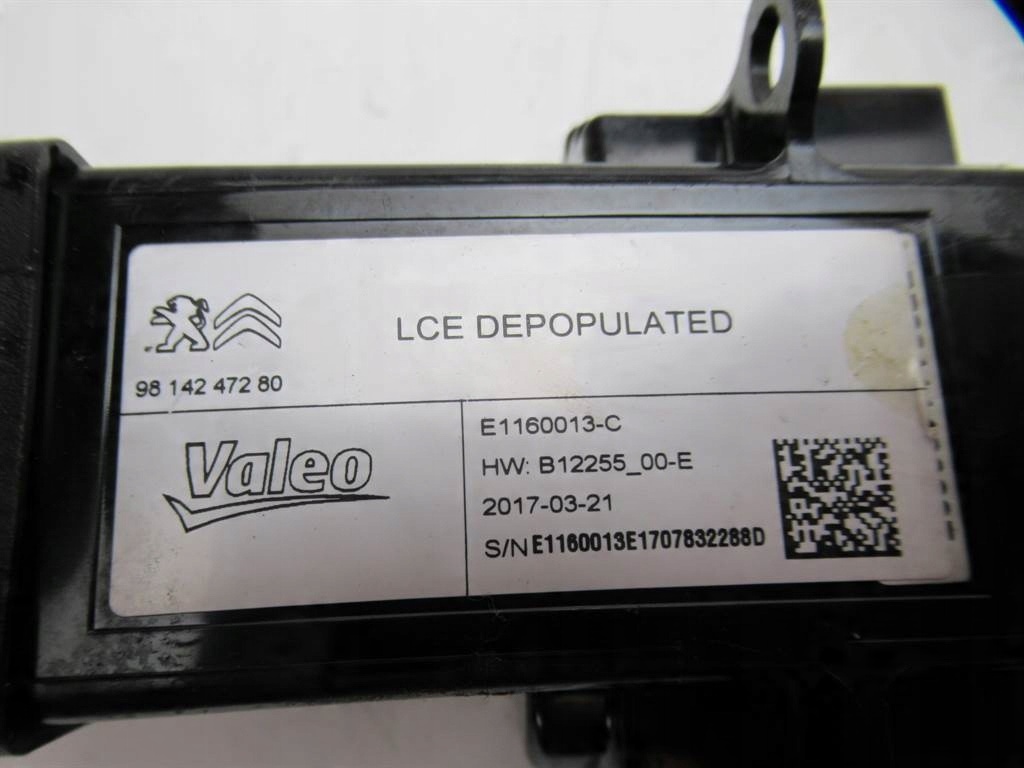 LCE DEPOPULATED
98 142 472 80
Valeo
E1160013-C
HW: B12255_00-E
2017-03-21
S/N E1160013E1707832288D